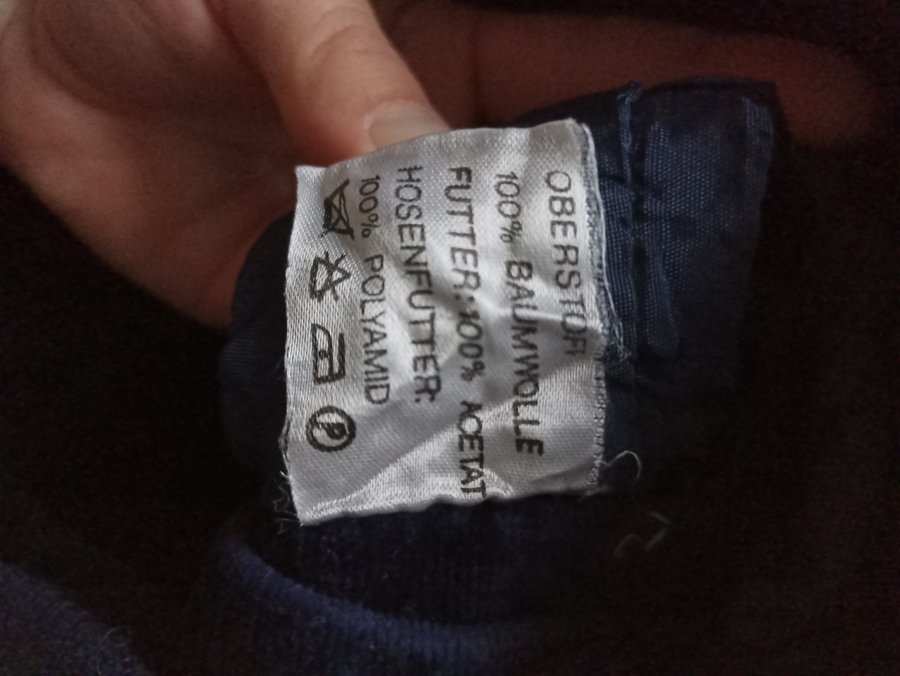 OBERSTOFF
100% BAUMWOLLE
FUTTER: 100% ACETAT
HOSENFUTTER:
100% POLYAMID
P